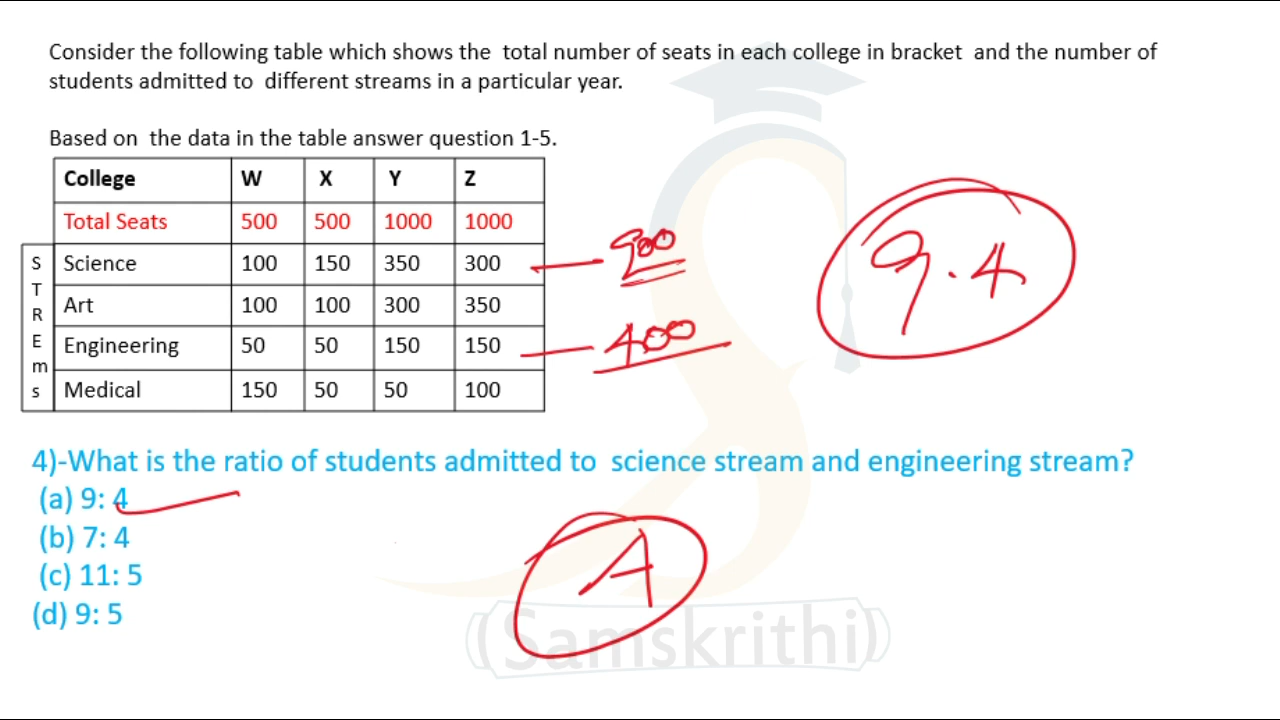 Consider the following table which shows the total number of seats in each college in bracket and the number of
students admitted to different streams in a particular year.
Based on the data in the table answer question 1-5.
College W X Y Z
Total Seats 500 500 1000 1000
Science 100 150 350 300
Art 100 100 300 350
Engineering 50 50 150 150
Medical 150 50 50 100
S
T
R
E
m
s
900
400
9.4
4)-What is the ratio of students admitted to science stream and engineering stream?
(a) 9: 4
(b) 7: 4
(c) 11: 5
(d) 9: 5
A
(Samskrithi)